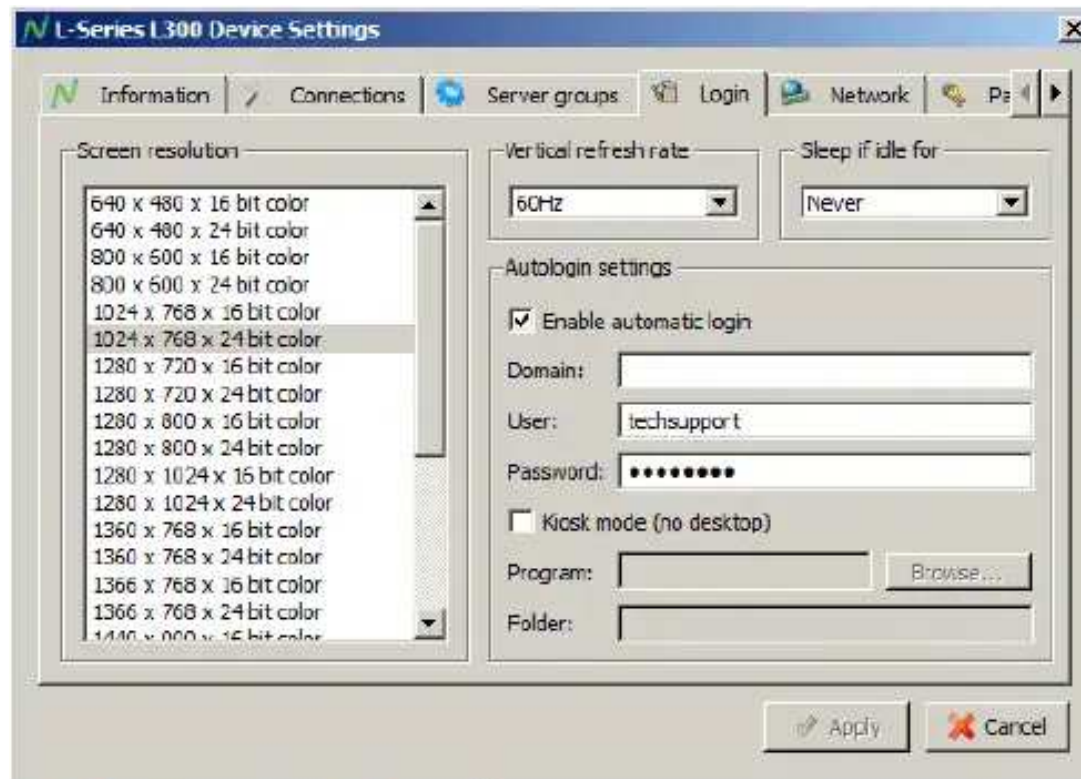 L-Series L300 Device Settings
Information Connections Server groups Login Network Pa
Screen resolution
640 x 480 x 16 bit color
640 x 480 x 24 bit color
800 x 600 x 16 bit color
800 x 600 x 24 bit color
1024 x 768 x 16 bit color
1024 x 768 x 24 bit color
1280 x 720 x 16 bit color
1280 x 720 x 24 bit color
1280 x 800 x 16 bit color
1280 x 800 x 24 bit color
1280 x 1024 x 16 bit color
1280 x 1024 x 24 bit color
1360 x 768 x 16 bit color
1360 x 768 x 24 bit color
1366 x 768 x 16 bit color
1366 x 768 x 24 bit color
Vertical refresh rate
60Hz
Sleep if idle for
Never
Autologin settings
Enable automatic login
Domain:
User: techsupport
Password: ••••••••
Kiosk mode (no desktop)
Program: Browse...
Folder:
Apply Cancel